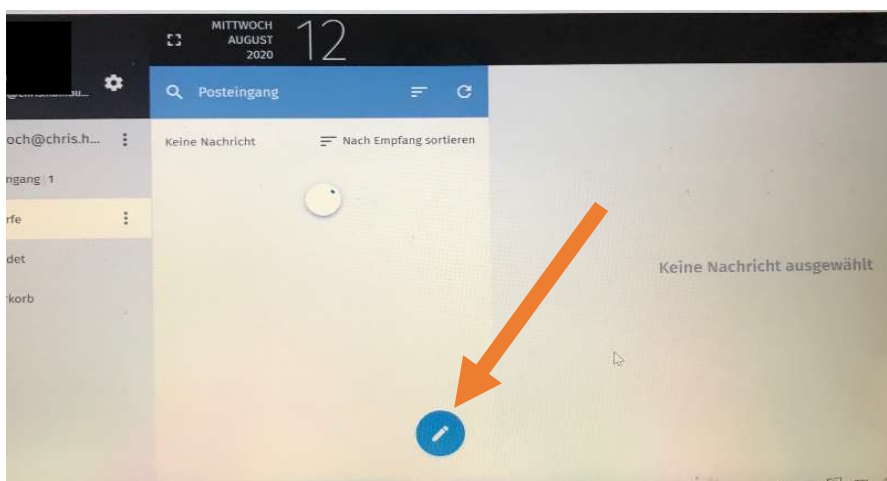 MITTWOCH
AUGUST
2020
12
Posteingang
och@chris.h...
Keine Nachricht
Nach Empfang sortieren
ngang 1
rfe
det
Keine Nachricht ausgewählt
korb